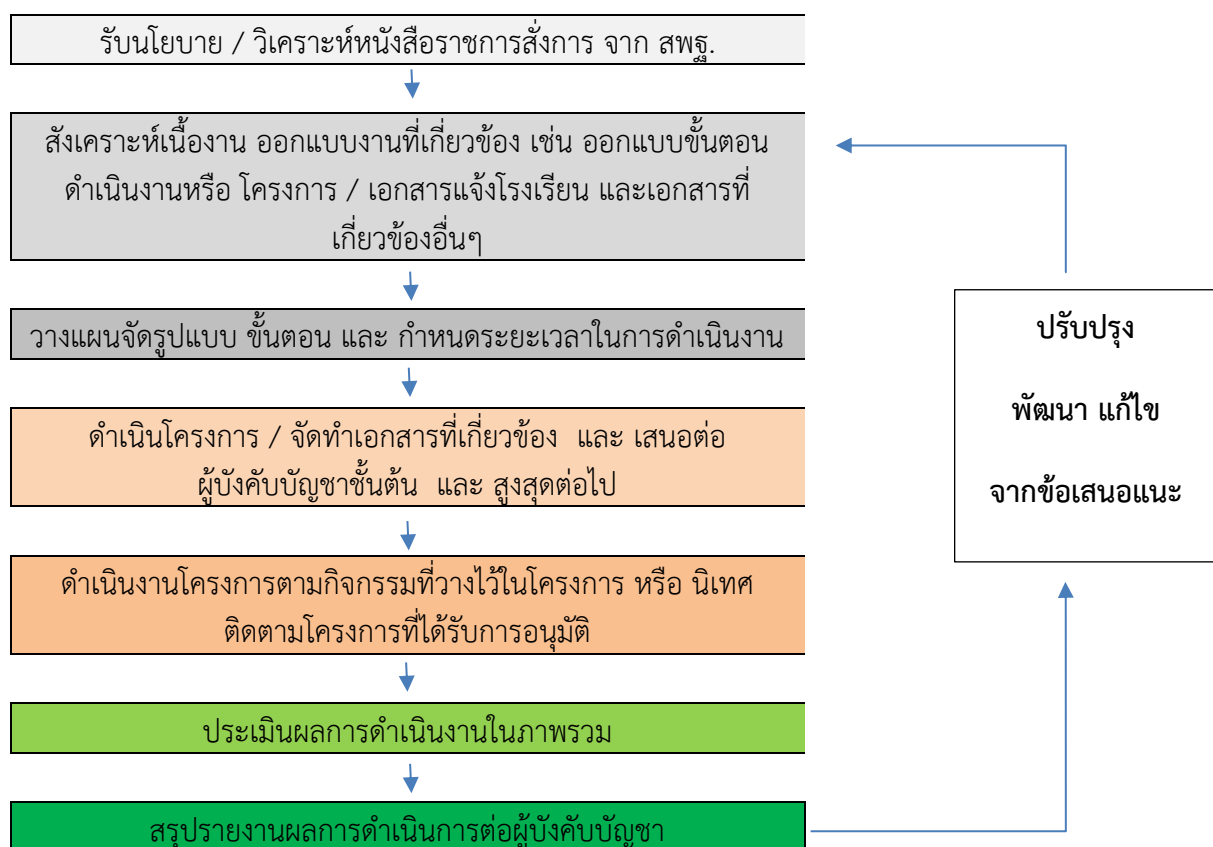 รับนโยบาย / วิเคราะห์หนังสือราชการสั่งการ จาก สพฐ.
สังเคราะห์เนื้องาน ออกแบบงานที่เกี่ยวข้อง เช่น ออกแบบขั้นตอน
ดำเนินงานหรือ โครงการ / เอกสารแจ้งโรงเรียน และเอกสารที่
เกี่ยวข้องอื่นๆ
วางแผนจัดรูปแบบ ขั้นตอน และ กำหนดระยะเวลาในการดำเนินงาน
ดำเนินโครงการ / จัดทำเอกสารที่เกี่ยวข้อง และ เสนอต่อ
ผู้บังคับบัญชาชั้นต้น และ สูงสุดต่อไป
ดำเนินงานโครงการตามกิจกรรมที่วางไว้ในโครงการ หรือ นิเทศ
ติดตามโครงการที่ได้รับการอนุมัติ
ประเมินผลการดำเนินงานในภาพรวม
สรุปรายงานผลการดำเนินการต่อผู้บังคับบัญชา
ปรับปรุง
พัฒนา แก้ไข
จากข้อเสนอแนะ